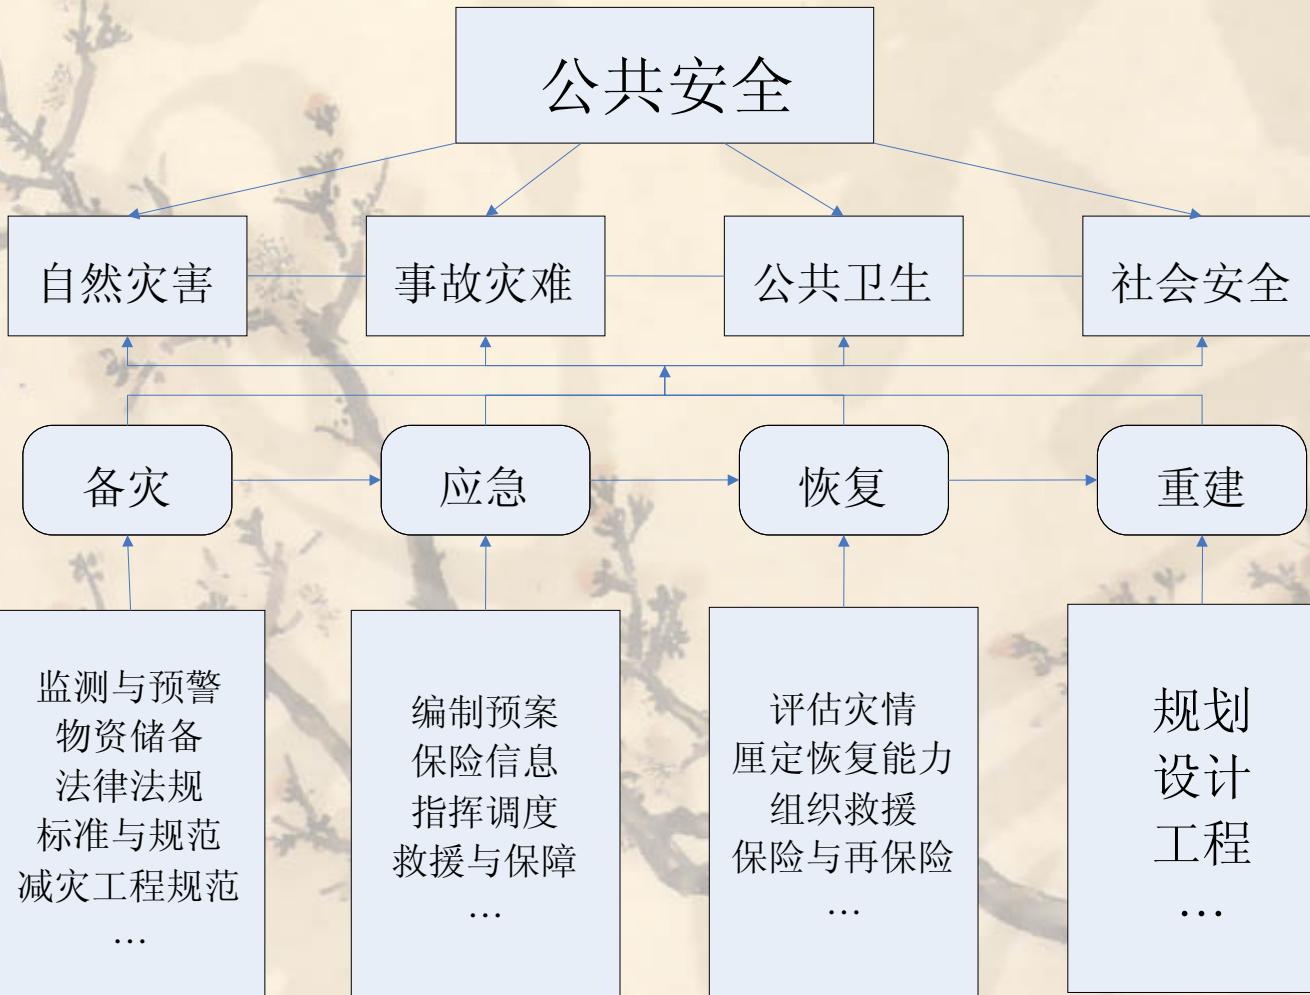 公共安全
自然灾害
事故灾难
公共卫生
社会安全
备灾
应急
恢复
重建
监测与预警
物资储备
法律法规
标准与规范
减灾工程规范
…
编制预案
保险信息
指挥调度
救援与保障
…
评估灾情
厘定恢复能力
组织救援
保险与再保险
…
规划
设计
工程
…